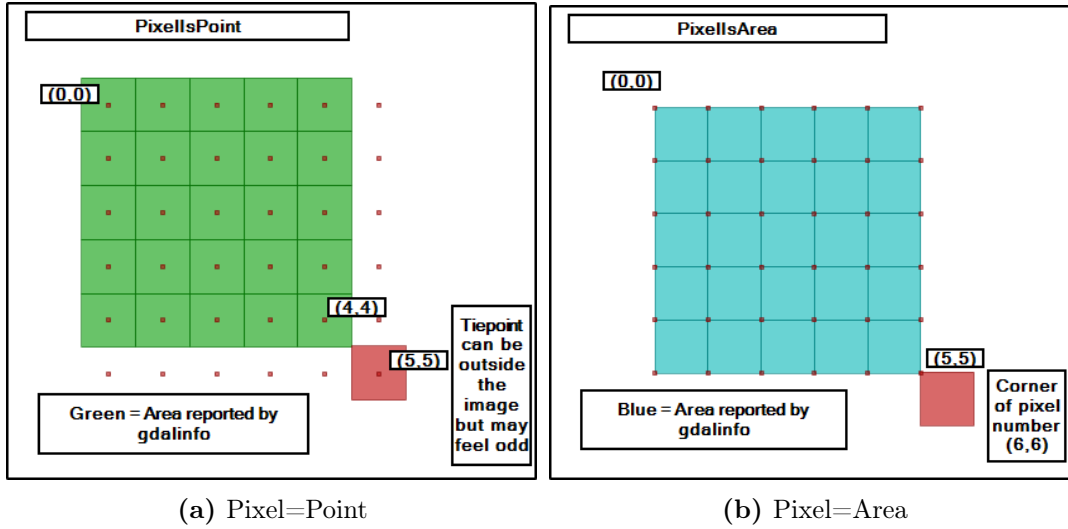 PixelIsPoint
(0,0)
(4,4)
(5,5)
Tiepoint
can be
outside
the
image
but may
feel odd
Green = Area reported by
gdalinfo
(a) Pixel=Point
PixelIsArea
(0,0)
(5,5)
Corner
of pixel
number
(6,6)
Blue = Area reported by
gdalinfo
(b) Pixel=Area